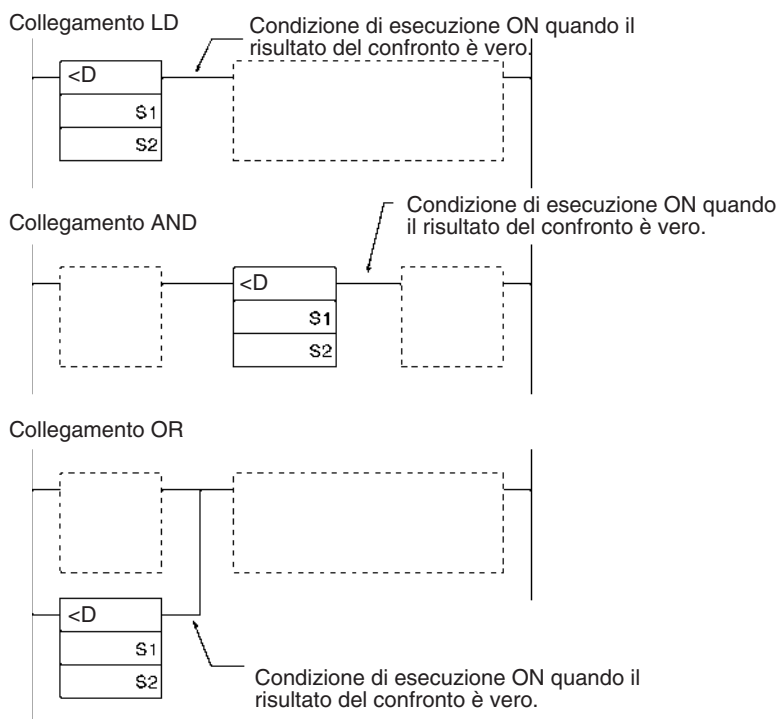 Collegamento LD
Condizione di esecuzione ON quando il
risultato del confronto è vero.
<D
S1
S2
Collegamento AND
Condizione di esecuzione ON quando
il risultato del confronto è vero.
<D
S1
S2
Collegamento OR
<D
S1
S2
Condizione di esecuzione ON quando il
risultato del confronto è vero.